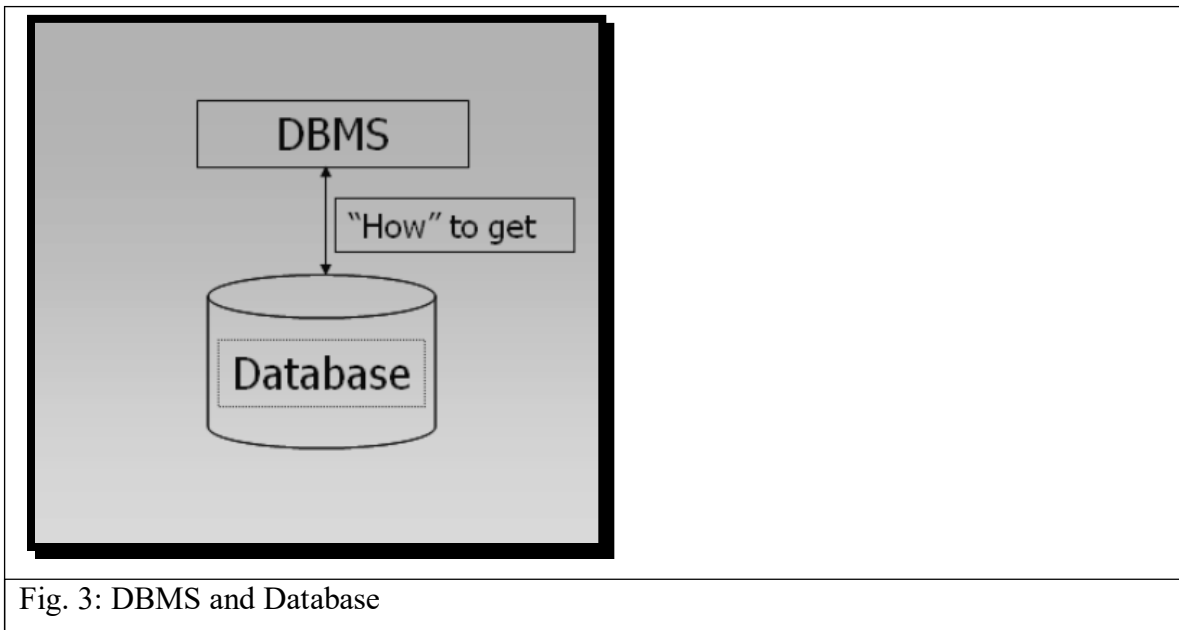 DBMS
“How” to get
Database
Fig. 3: DBMS and Database